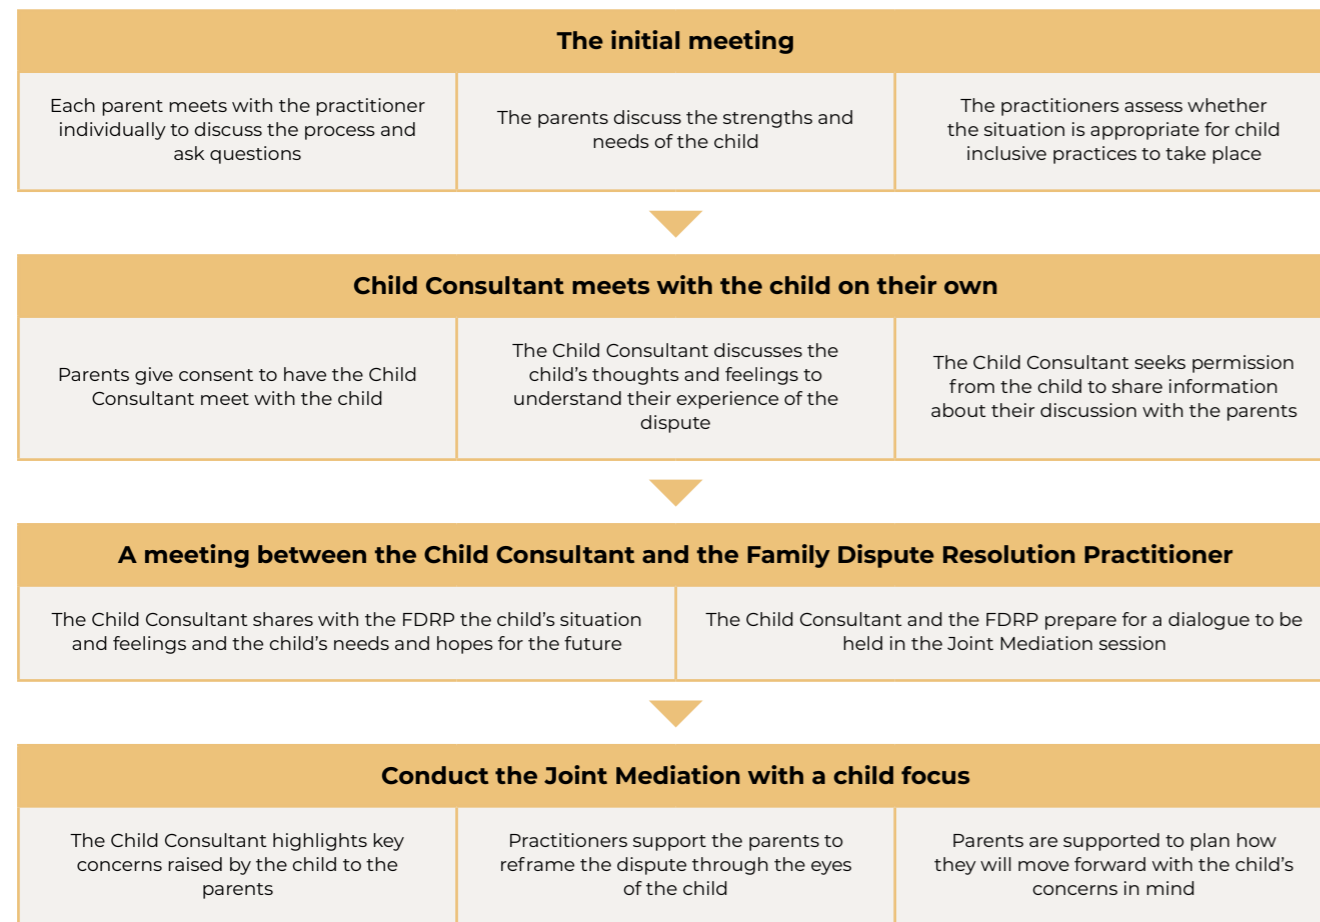 The initial meeting
Each parent meets with the practitioner
individually to discuss the process and
ask questions
The parents discuss the strengths and
needs of the child
The practitioners assess whether
the situation is appropriate for child
inclusive practices to take place
Child Consultant meets with the child on their own
Parents give consent to have the Child
Consultant meet with the child
The Child Consultant discusses the
child’s thoughts and feelings to
understand their experience of the
dispute
The Child Consultant seeks permission
from the child to share information
about their discussion with the parents
A meeting between the Child Consultant and the Family Dispute Resolution Practitioner
The Child Consultant shares with the FDRP the child’s situation
and feelings and the child’s needs and hopes for the future
The Child Consultant and the FDRP prepare for a dialogue to be
held in the Joint Mediation session
Conduct the Joint Mediation with a child focus
The Child Consultant highlights key
concerns raised by the child to the
parents
Practitioners support the parents to
reframe the dispute through the eyes
of the child
Parents are supported to plan how
they will move forward with the child’s
concerns in mind